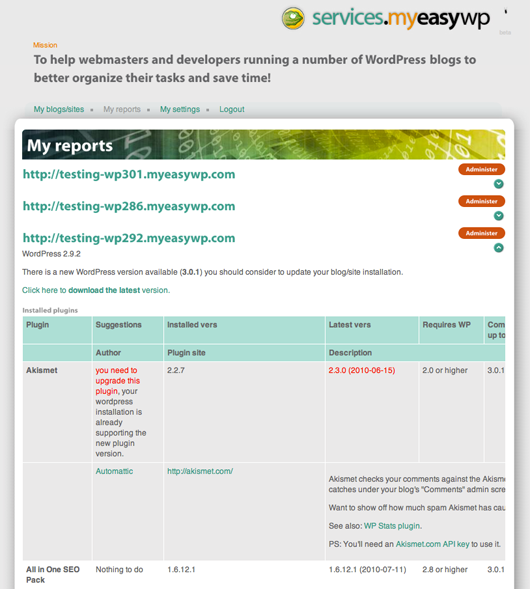 services.myeasywp
beta
Mission
To help webmasters and developers running a number of WordPress blogs to
better organize their tasks and save time!
My blogs/sites
My reports
My settings
Logout
My reports
http://testing-wp301.myeasywp.com
Administer
http://testing-wp286.myeasywp.com
Administer
http://testing-wp292.myeasywp.com
Administer
WordPress 2.9.2
There is a new WordPress version available (3.0.1) you should consider to update your blog/site installation.
Click here to download the latest version.
Installed plugins
Plugin Suggestions Installed vers Latest vers Requires WP Com
up to
Author Plugin site Description
Akismet you need to 2.2.7 2.3.0 (2010-06-15) 2.0 or higher 3.0.1
upgrade this
plugin, your
wordpress
installation is
already
supporting the
new plugin
version.
Automattic http://akismet.com/
Akismet checks your comments against the Akism
catches under your blog's "Comments" admin scre
Want to show off how much spam Akismet has cau
See also: WP Stats plugin.
PS: You'll need an Akismet.com API key to use it.
All in One SEO Nothing to do 1.6.12.1 1.6.12.1 (2010-07-11) 2.8 or higher 3.0.1
Pack